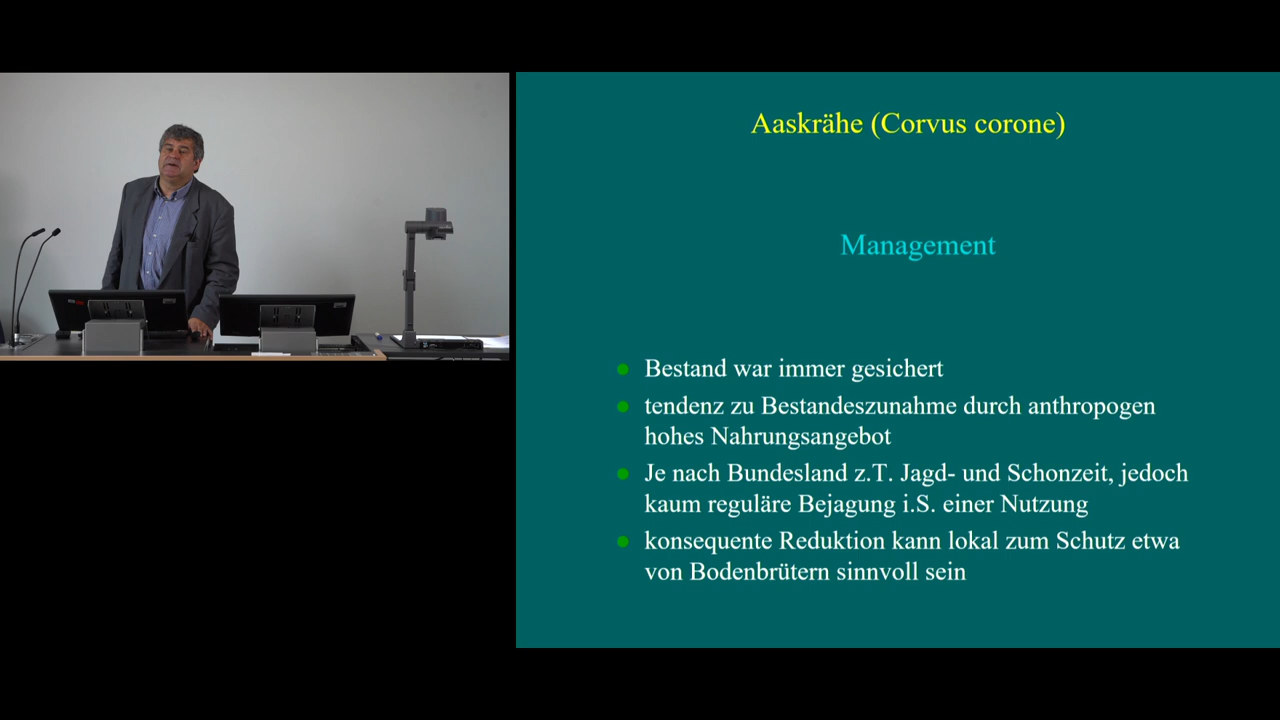 Aaskrähe (Corvus corone)
Management
Bestand war immer gesichert
tendenz zu Bestandeszunahme durch anthropogen
hohes Nahrungsangebot
Je nach Bundesland z.T. Jagd- und Schonzeit, jedoch
kaum reguläre Bejagung i.S. einer Nutzung
konsequente Reduktion kann lokal zum Schutz etwa
von Bodenbrütern sinnvoll sein